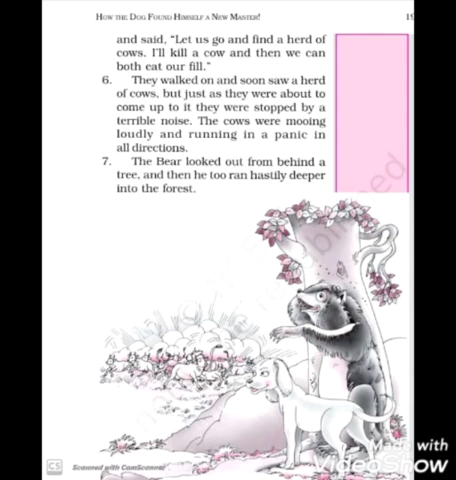 How the Dog Found Himself a New Master!
and said, "Let us go and find a herd of
cows. I'll kill a cow and then we can
both eat our fill."
6. They walked on and soon saw a herd
of cows, but just as they were about to
come up to it they were stopped by a
terrible noise. The cows were mooing
loudly and running in a panic in
all directions.
7. The Bear looked out from behind a
tree, and then he too ran hastily deeper
into the forest.
CS Scanned with CamScanner
Made with
VideoShow